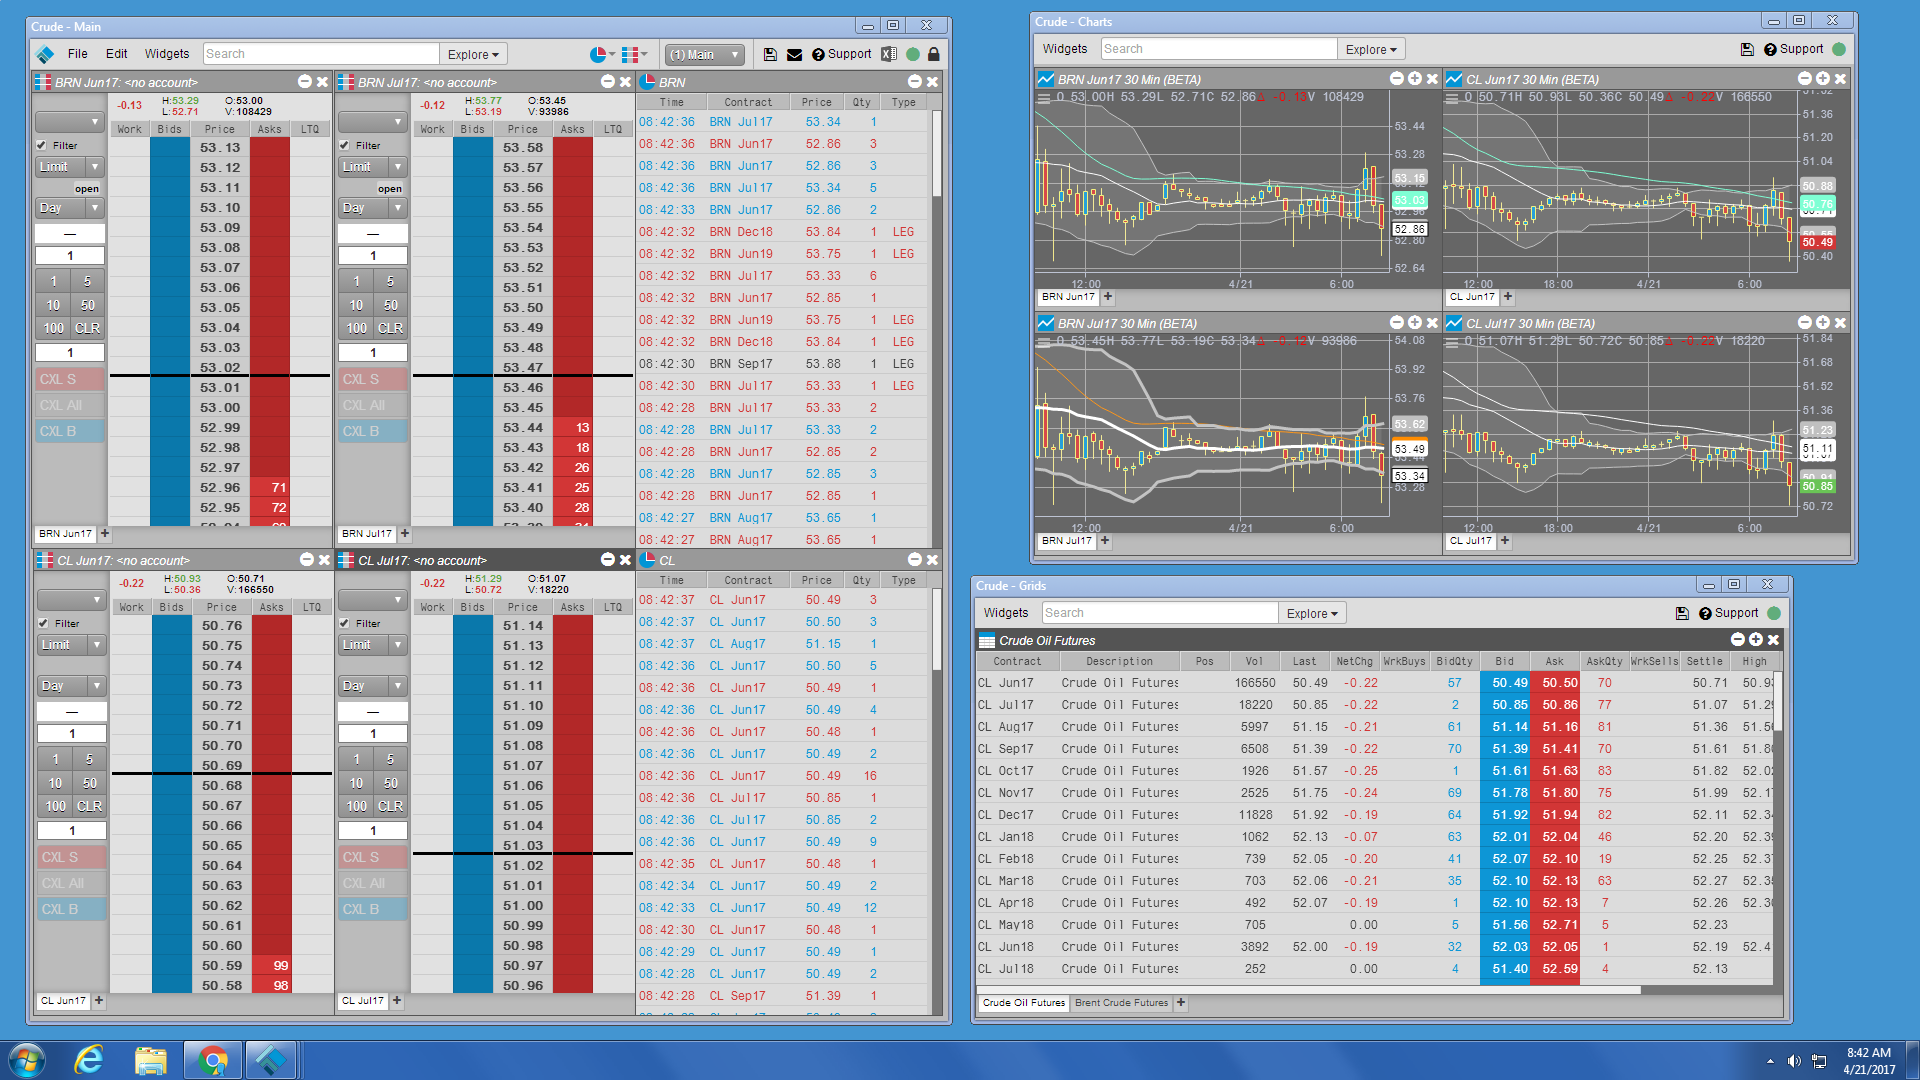 Crude - Main
File Edit Widgets Search Explore (1) Main Support
BRN Jun17: <no account>
-0.13 H:53.29 O:53.00
L:52.71 V:108429
Work Bids Price Asks LTQ
Filter
Limit
open
Day
—
1
1 5
10 50
100 CLR
1
CXL S
CXL All
CXL B
53.13
53.12
53.11
53.10
53.09
53.08
53.07
53.06
53.05
53.04
53.03
53.02
53.01
53.00
52.99
52.98
52.97
52.96 71
52.95 72
BRN Jun17 +
BRN Jul17: <no account>
-0.12 H:53.77 O:53.45
L:53.19 V:93986
Work Bids Price Asks LTQ
Filter
Limit
open
Day
—
1
1 5
10 50
100 CLR
1
CXL S
CXL All
CXL B
53.58
53.57
53.56
53.55
53.54
53.53
53.52
53.51
53.50
53.49
53.48
53.47
53.46
53.45
53.44 13
53.43 18
53.42 26
53.41 25
53.40 28
BRN Jul17 +
BRN
Time Contract Price Qty Type
08:42:36 BRN Jul17 53.34 1
08:42:36 BRN Jun17 52.86 3
08:42:36 BRN Jun17 52.86 3
08:42:36 BRN Jul17 53.34 5
08:42:33 BRN Jun17 52.86 2
08:42:32 BRN Dec18 53.84 1 LEG
08:42:32 BRN Jun19 53.75 1 LEG
08:42:32 BRN Jul17 53.33 6
08:42:32 BRN Jun17 52.85 1
08:42:32 BRN Jun19 53.75 1 LEG
08:42:32 BRN Dec18 53.84 1 LEG
08:42:30 BRN Sep17 53.88 1 LEG
08:42:30 BRN Jul17 53.33 1 LEG
08:42:28 BRN Jul17 53.33 2
08:42:28 BRN Jul17 53.33 2
08:42:28 BRN Jun17 52.85 2
08:42:28 BRN Jun17 52.85 3
08:42:28 BRN Jun17 52.85 1
08:42:27 BRN Aug17 53.65 1
08:42:27 BRN Aug17 53.65 1
CL Jun17: <no account>
-0.22 H:50.93 O:50.71
L:50.36 V:166550
Work Bids Price Asks LTQ
Filter
Limit
Day
—
1
1 5
10 50
100 CLR
1
CXL S
CXL All
CXL B
50.76
50.75
50.74
50.73
50.72
50.71
50.70
50.69
50.68
50.67
50.66
50.65
50.64
50.63
50.62
50.61
50.60
50.59 99
50.58 98
CL Jun17 +
CL Jul17: <no account>
-0.22 H:51.29 O:51.07
L:50.72 V:18220
Work Bids Price Asks LTQ
Filter
Limit
Day
—
1
1 5
10 50
100 CLR
1
CXL S
CXL All
CXL B
51.14
51.13
51.12
51.11
51.10
51.09
51.08
51.07
51.06
51.05
51.04
51.03
51.02
51.01
51.00
50.99
50.98
50.97
50.96
CL Jul17 +
CL
Time Contract Price Qty Type
08:42:37 CL Jun17 50.49 3
08:42:37 CL Jun17 50.50 3
08:42:37 CL Aug17 51.15 1
08:42:36 CL Jun17 50.50 5
08:42:36 CL Jun17 50.49 1
08:42:36 CL Jun17 50.49 4
08:42:36 CL Jun17 50.48 1
08:42:36 CL Jun17 50.49 2
08:42:36 CL Jun17 50.49 16
08:42:36 CL Jul17 50.85 1
08:42:36 CL Jul17 50.85 2
08:42:36 CL Jun17 50.49 9
08:42:35 CL Jun17 50.48 1
08:42:34 CL Jun17 50.49 2
08:42:33 CL Jun17 50.49 12
08:42:30 CL Jun17 50.48 1
08:42:29 CL Jun17 50.49 1
08:42:28 CL Jun17 50.49 2
08:42:28 CL Sep17 51.39 1
Crude - Charts
Widgets Search Explore Support
BRN Jun17 30 Min (BETA)
O 53.00H 53.29L 52.71C 52.86Δ -0.13V 108429
53.44
53.28
53.15
53.03
52.96
52.86
52.80
52.64
12:00 4/21 6:00
BRN Jun17 +
CL Jun17 30 Min (BETA)
O 50.71H 50.93L 50.36C 50.49Δ -0.22V 166550
51.36
51.20
51.04
50.88
50.76
50.49
50.40
12:00 18:00 4/21 6:00
CL Jun17 +
BRN Jul17 30 Min (BETA)
O 53.45H 53.77L 53.19C 53.34Δ -0.12V 93986
54.08
53.92
53.76
53.62
53.49
53.34
53.28
12:00 4/21 6:00
BRN Jul17 +
CL Jul17 30 Min (BETA)
O 51.07H 51.29L 50.72C 50.85Δ -0.22V 18220
51.84
51.68
51.52
51.36
51.23
51.11
50.85
50.72
12:00 18:00 4/21 6:00
CL Jul17 +
Crude - Grids
Widgets Search Explore Support
Crude Oil Futures
Contract Description Pos Vol Last NetChg WrkBuys BidQty Bid Ask AskQty WrkSells Settle High
CL Jun17 Crude Oil Futures 166550 50.49 -0.22 57 50.49 50.50 70 50.71
CL Jul17 Crude Oil Futures 18220 50.85 -0.22 2 50.85 50.86 77 51.07
CL Aug17 Crude Oil Futures 5997 51.15 -0.21 61 51.14 51.16 81 51.36
CL Sep17 Crude Oil Futures 6508 51.39 -0.22 70 51.39 51.41 70 51.61
CL Oct17 Crude Oil Futures 1926 51.57 -0.25 1 51.61 51.63 83 51.82
CL Nov17 Crude Oil Futures 2525 51.75 -0.24 69 51.78 51.80 75 51.99
CL Dec17 Crude Oil Futures 11828 51.92 -0.19 64 51.92 51.94 82 52.11
CL Jan18 Crude Oil Futures 1062 52.13 -0.07 63 52.01 52.04 46 52.20
CL Feb18 Crude Oil Futures 739 52.05 -0.20 41 52.07 52.10 19 52.25
CL Mar18 Crude Oil Futures 703 52.06 -0.21 35 52.10 52.13 63 52.27
CL Apr18 Crude Oil Futures 492 52.07 -0.19 1 52.10 52.13 7 52.26
CL May18 Crude Oil Futures 705 0.00 5 51.56 52.71 5 52.23
CL Jun18 Crude Oil Futures 3892 52.00 -0.19 32 52.03 52.05 1 52.19
CL Jul18 Crude Oil Futures 252 0.00 4 51.40 52.59 4 52.13
Crude Oil Futures Brent Crude Futures +
8:42 AM
4/21/2017